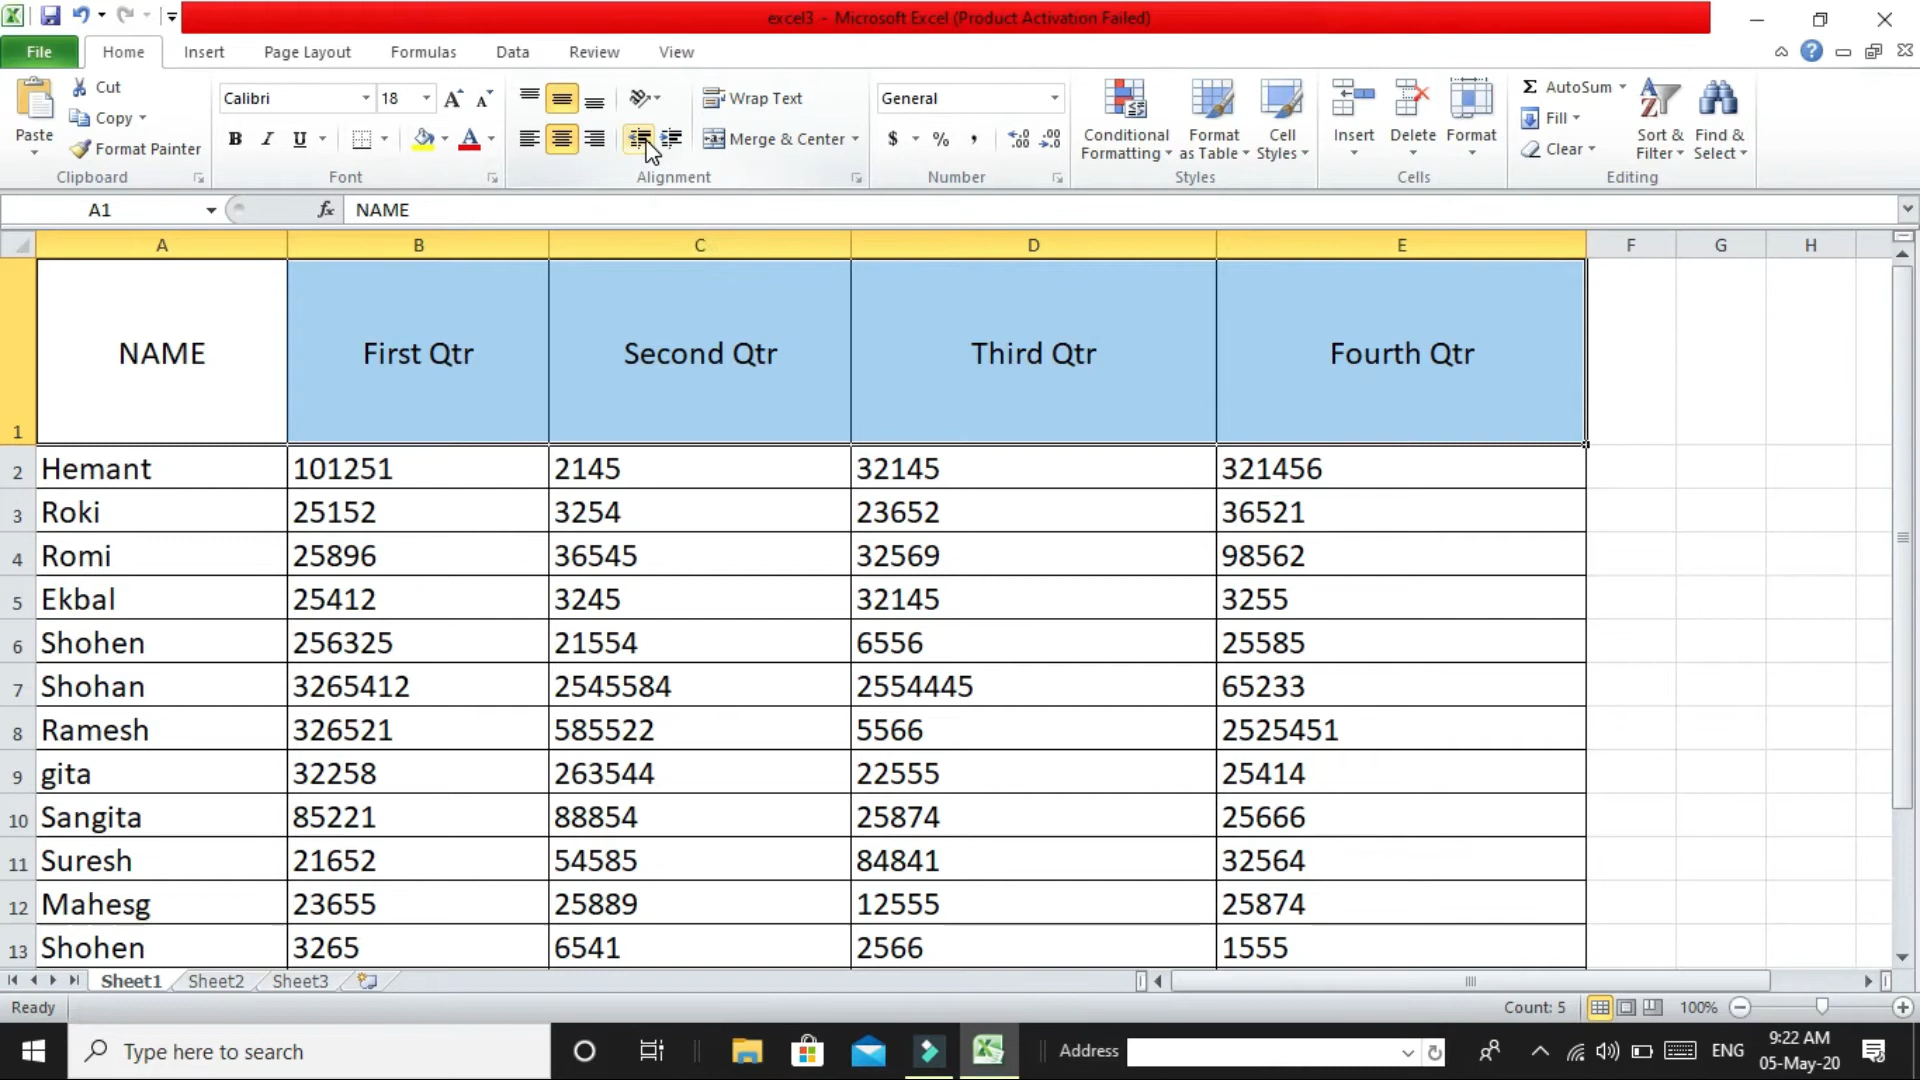 excel3 - Microsoft Excel (Product Activation Failed)
File Home Insert Page Layout Formulas Data Review View
Paste
Cut
Copy
Format Painter
Clipboard
Calibri 18
B I U
Font
Wrap Text
Merge & Center
Alignment
General
$ % ,
Number
Conditional Formatting
Format as Table
Cell Styles
Styles
Insert Delete Format
Cells
Σ AutoSum
Fill
Clear
Sort & Filter
Find & Select
Editing
A1 fx NAME
A B C D E F G H
1 NAME First Qtr Second Qtr Third Qtr Fourth Qtr
2 Hemant 101251 2145 32145 321456
3 Roki 25152 3254 23652 36521
4 Romi 25896 36545 32569 98562
5 Ekbal 25412 3245 32145 3255
6 Shohen 256325 21554 6556 25585
7 Shohan 3265412 2545584 2554445 65233
8 Ramesh 326521 585522 5566 2525451
9 gita 32258 263544 22555 25414
10 Sangita 85221 88854 25874 25666
11 Suresh 21652 54585 84841 32564
12 Mahesg 23655 25889 12555 25874
13 Shohen 3265 6541 2566 1555
Sheet1 Sheet2 Sheet3
Ready Count: 5 100%
Type here to search Address ENG 9:22 AM
05-May-20